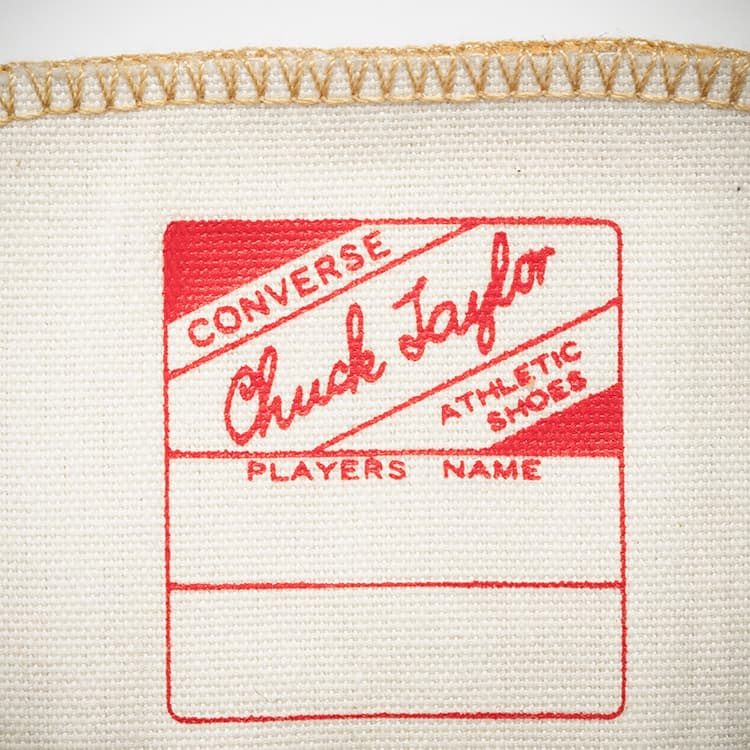 CONVERSE
Chuck Taylor
ATHLETIC
SHOES
PLAYERS NAME